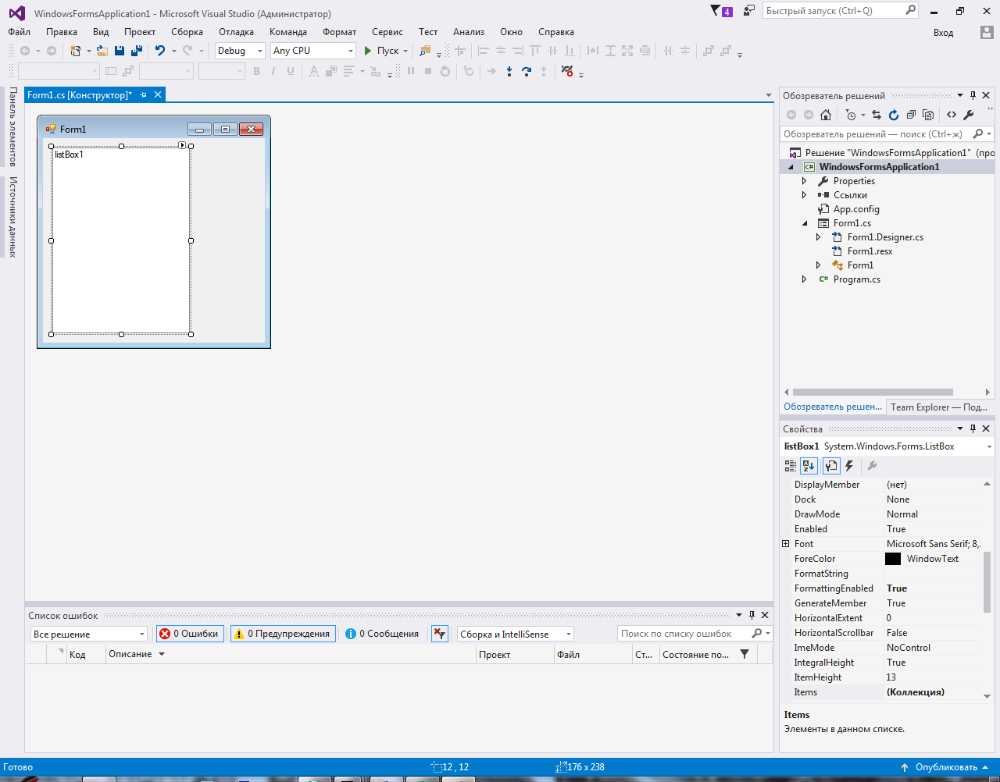 WindowsFormsApplication1 - Microsoft Visual Studio (Администратор)
4
Быстрый запуск (Ctrl+Q)
Файл Правка Вид Проект Сборка Отладка Команда Формат Сервис Тест Анализ Окно Справка
Вход
Debug Any CPU Пуск
Панель элементов
Источники данных
Form1.cs [Конструктор]*
Form1
listBox1
Обозреватель решений
Обозреватель решений — поиск (Ctrl+ж)
Решение "WindowsFormsApplication1" (про
WindowsFormsApplication1
Properties
Ссылки
App.config
Form1.cs
Form1.Designer.cs
Form1.resx
Form1
Program.cs
Обозреватель решен... Team Explorer — Под...
Свойства
listBox1 System.Windows.Forms.ListBox
DisplayMember (нет)
Dock None
DrawMode Normal
Enabled True
Font Microsoft Sans Serif; 8,
ForeColor WindowText
FormatString
FormattingEnabled True
GenerateMember True
HorizontalExtent 0
HorizontalScrollbar False
ImeMode NoControl
IntegralHeight True
ItemHeight 13
Items (Коллекция)
Items
Элементы в данном списке.
Список ошибок
Все решение 0 Ошибки 0 Предупреждения 0 Сообщения Сборка и IntelliSense Поиск по списку ошибок
Код Описание Проект Файл Ст... Состояние по...
Готово 12 , 12 176 x 238 Опубликовать